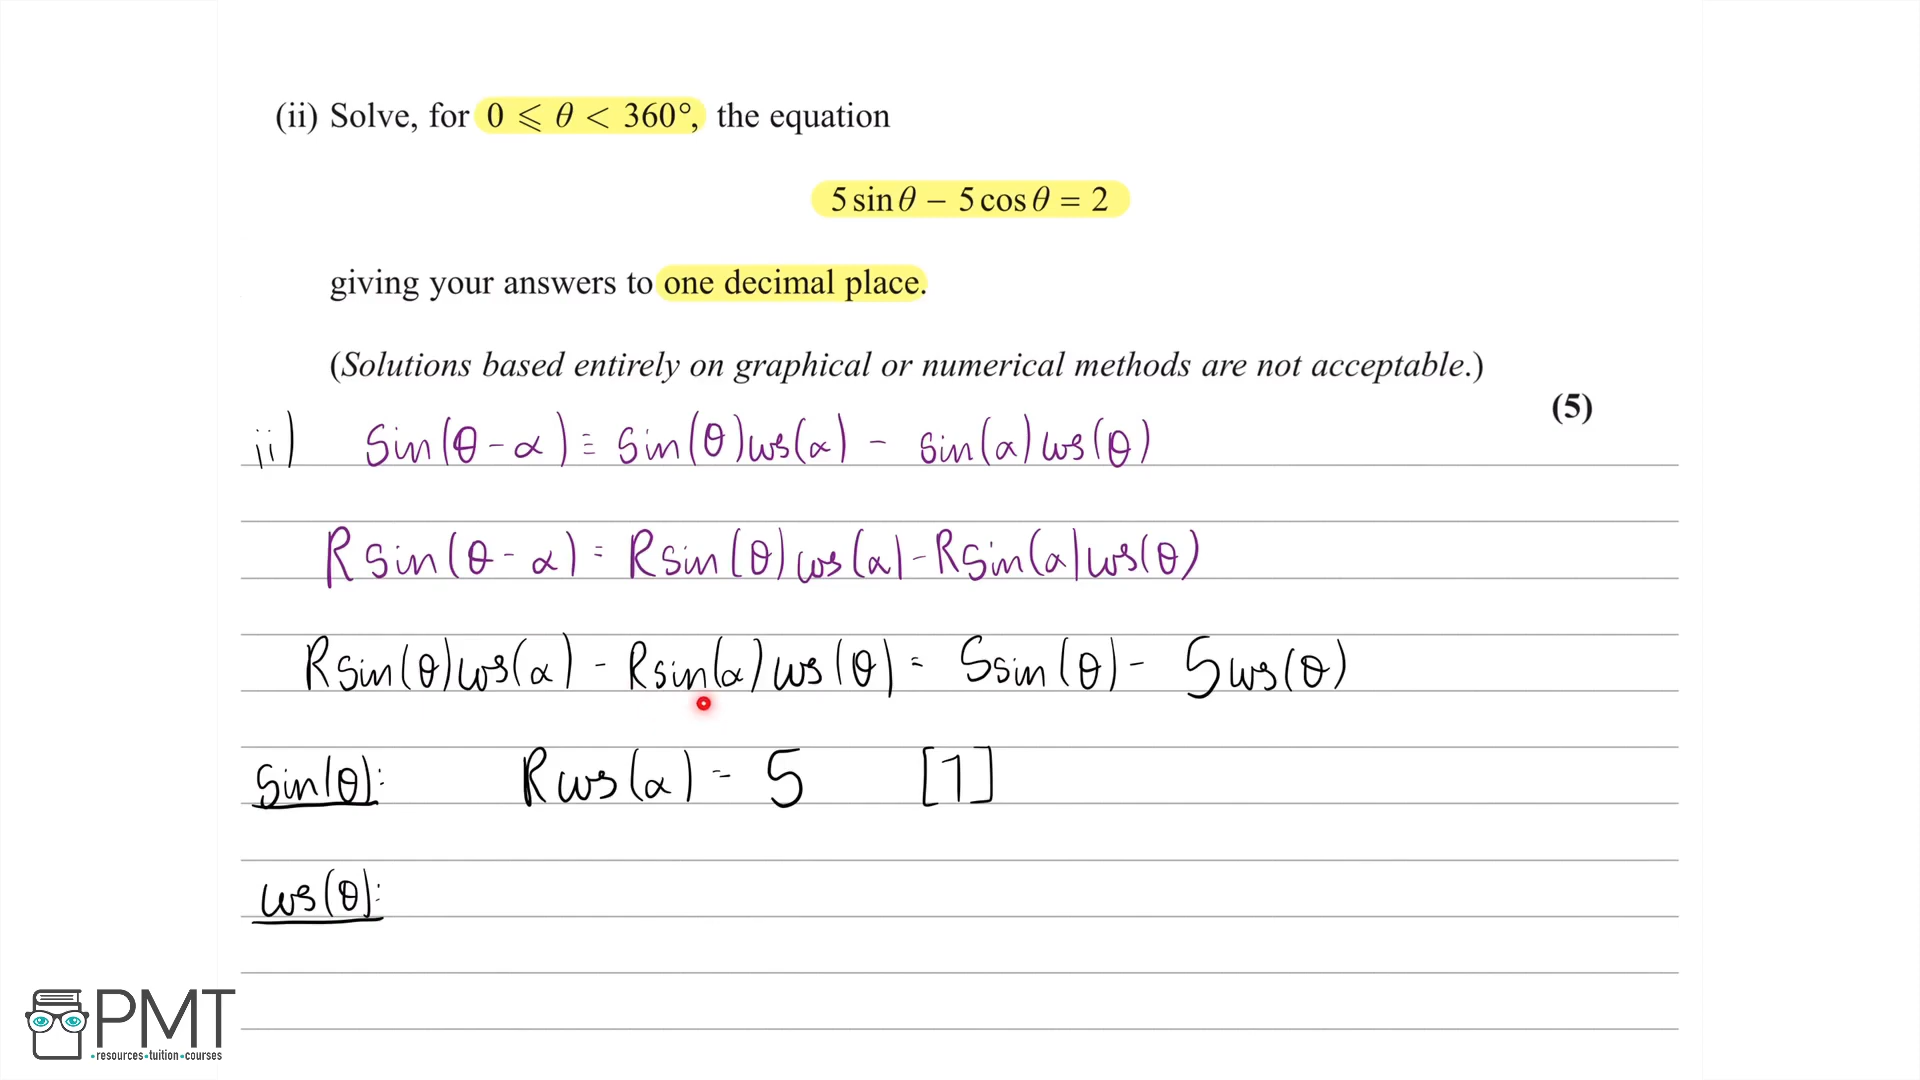 (ii) Solve, for 0 ⩽ θ < 360°, the equation
5 sin θ − 5 cos θ = 2
giving your answers to one decimal place.
(Solutions based entirely on graphical or numerical methods are not acceptable.)
(5)
ii) Sin(θ - α) ≡ Sin(θ)cos(α) - sin(α)cos(θ)
R sin(θ - α) = R sin(θ)cos(α) - R sin(α)cos(θ)
R sin(θ)cos(α) - R sin(α)cos(θ) = 5 sin(θ) - 5 cos(θ)
Sin(θ): R cos(α) = 5 [1]
cos(θ):
PMT
•resources•tuition•courses